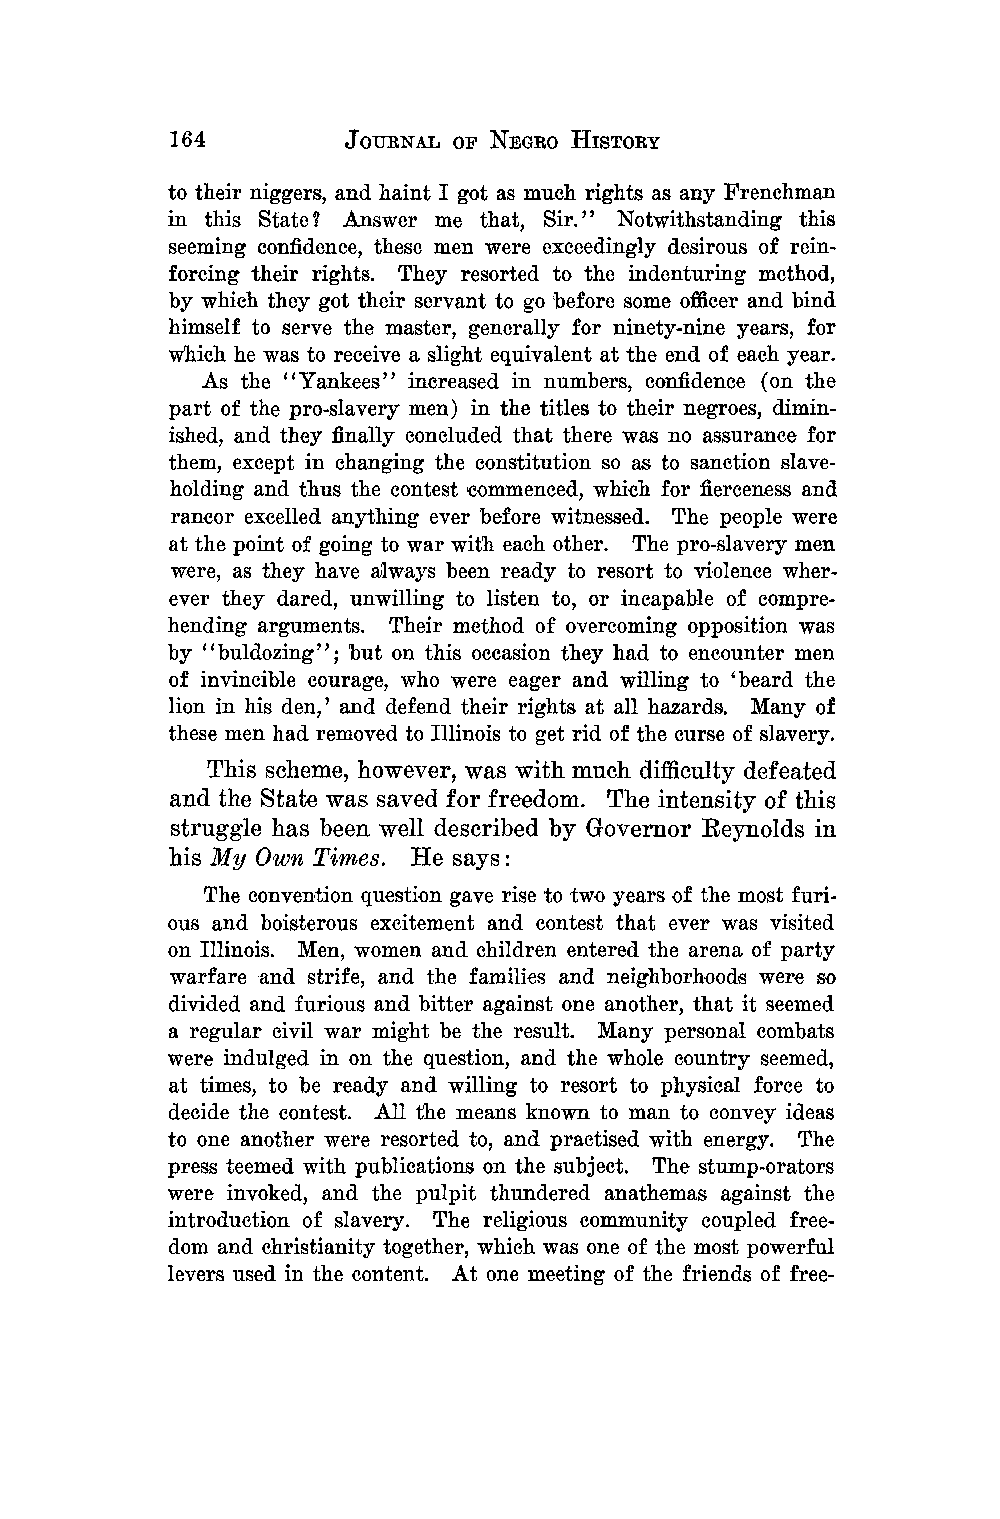 164 JOURNAL OF NEGRO HISTORY
to their niggers, and haint I got as much rights as any Frenchman
in this State? Answer me that, Sir.'' Notwithstanding this
seeming confidence, these men were exceedingly desirous of rein-
forcing their rights. They resorted to the indenturing method,
by which they got their servant to go before some officer and bind
himself to serve the master, generally for ninety-nine years, for
which he was to receive a slight equivalent at the end of each year.
As the ''Yankees'' increased in numbers, confidence (on the
part of the pro-slavery men) in the titles to their negroes, dimin-
ished, and they finally concluded that there was no assurance for
them, except in changing the constitution so as to sanction slave-
holding and thus the contest commenced, which for fierceness and
rancor excelled anything ever before witnessed. The people were
at the point of going to war with each other. The pro-slavery men
were, as they have always been ready to resort to violence wher-
ever they dared, unwilling to listen to, or incapable of compre-
hending arguments. Their method of overcoming opposition was
by ''buldozing''; but on this occasion they had to encounter men
of invincible courage, who were eager and willing to 'beard the
lion in his den,' and defend their rights at all hazards. Many of
these men had removed to Illinois to get rid of the curse of slavery.
This scheme, however, was with much difficulty defeated
and the State was saved for freedom. The intensity of this
struggle has been well described by Governor Reynolds in
his My Own Times. He says:
The convention question gave rise to two years of the most furi-
ous and boisterous excitement and contest that ever was visited
on Illinois. Men, women and children entered the arena of party
warfare and strife, and the families and neighborhoods were so
divided and furious and bitter against one another, that it seemed
a regular civil war might be the result. Many personal combats
were indulged in on the question, and the whole country seemed,
at times, to be ready and willing to resort to physical force to
decide the contest. All the means known to man to convey ideas
to one another were resorted to, and practised with energy. The
press teemed with publications on the subject. The stump-orators
were invoked, and the pulpit thundered anathemas against the
introduction of slavery. The religious community coupled free-
dom and christianity together, which was one of the most powerful
levers used in the content. At one meeting of the friends of free-